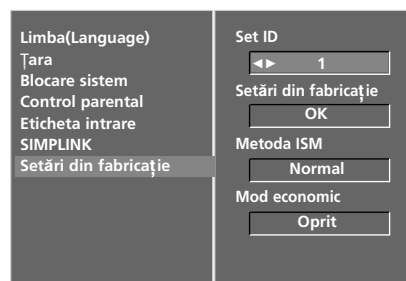 Limba(Language)
Țara
Blocare sistem
Control parental
Eticheta intrare
SIMPLINK
Setări din fabricație
Set ID
◄► 1
Setări din fabricație
OK
Metoda ISM
Normal
Mod economic
Oprit